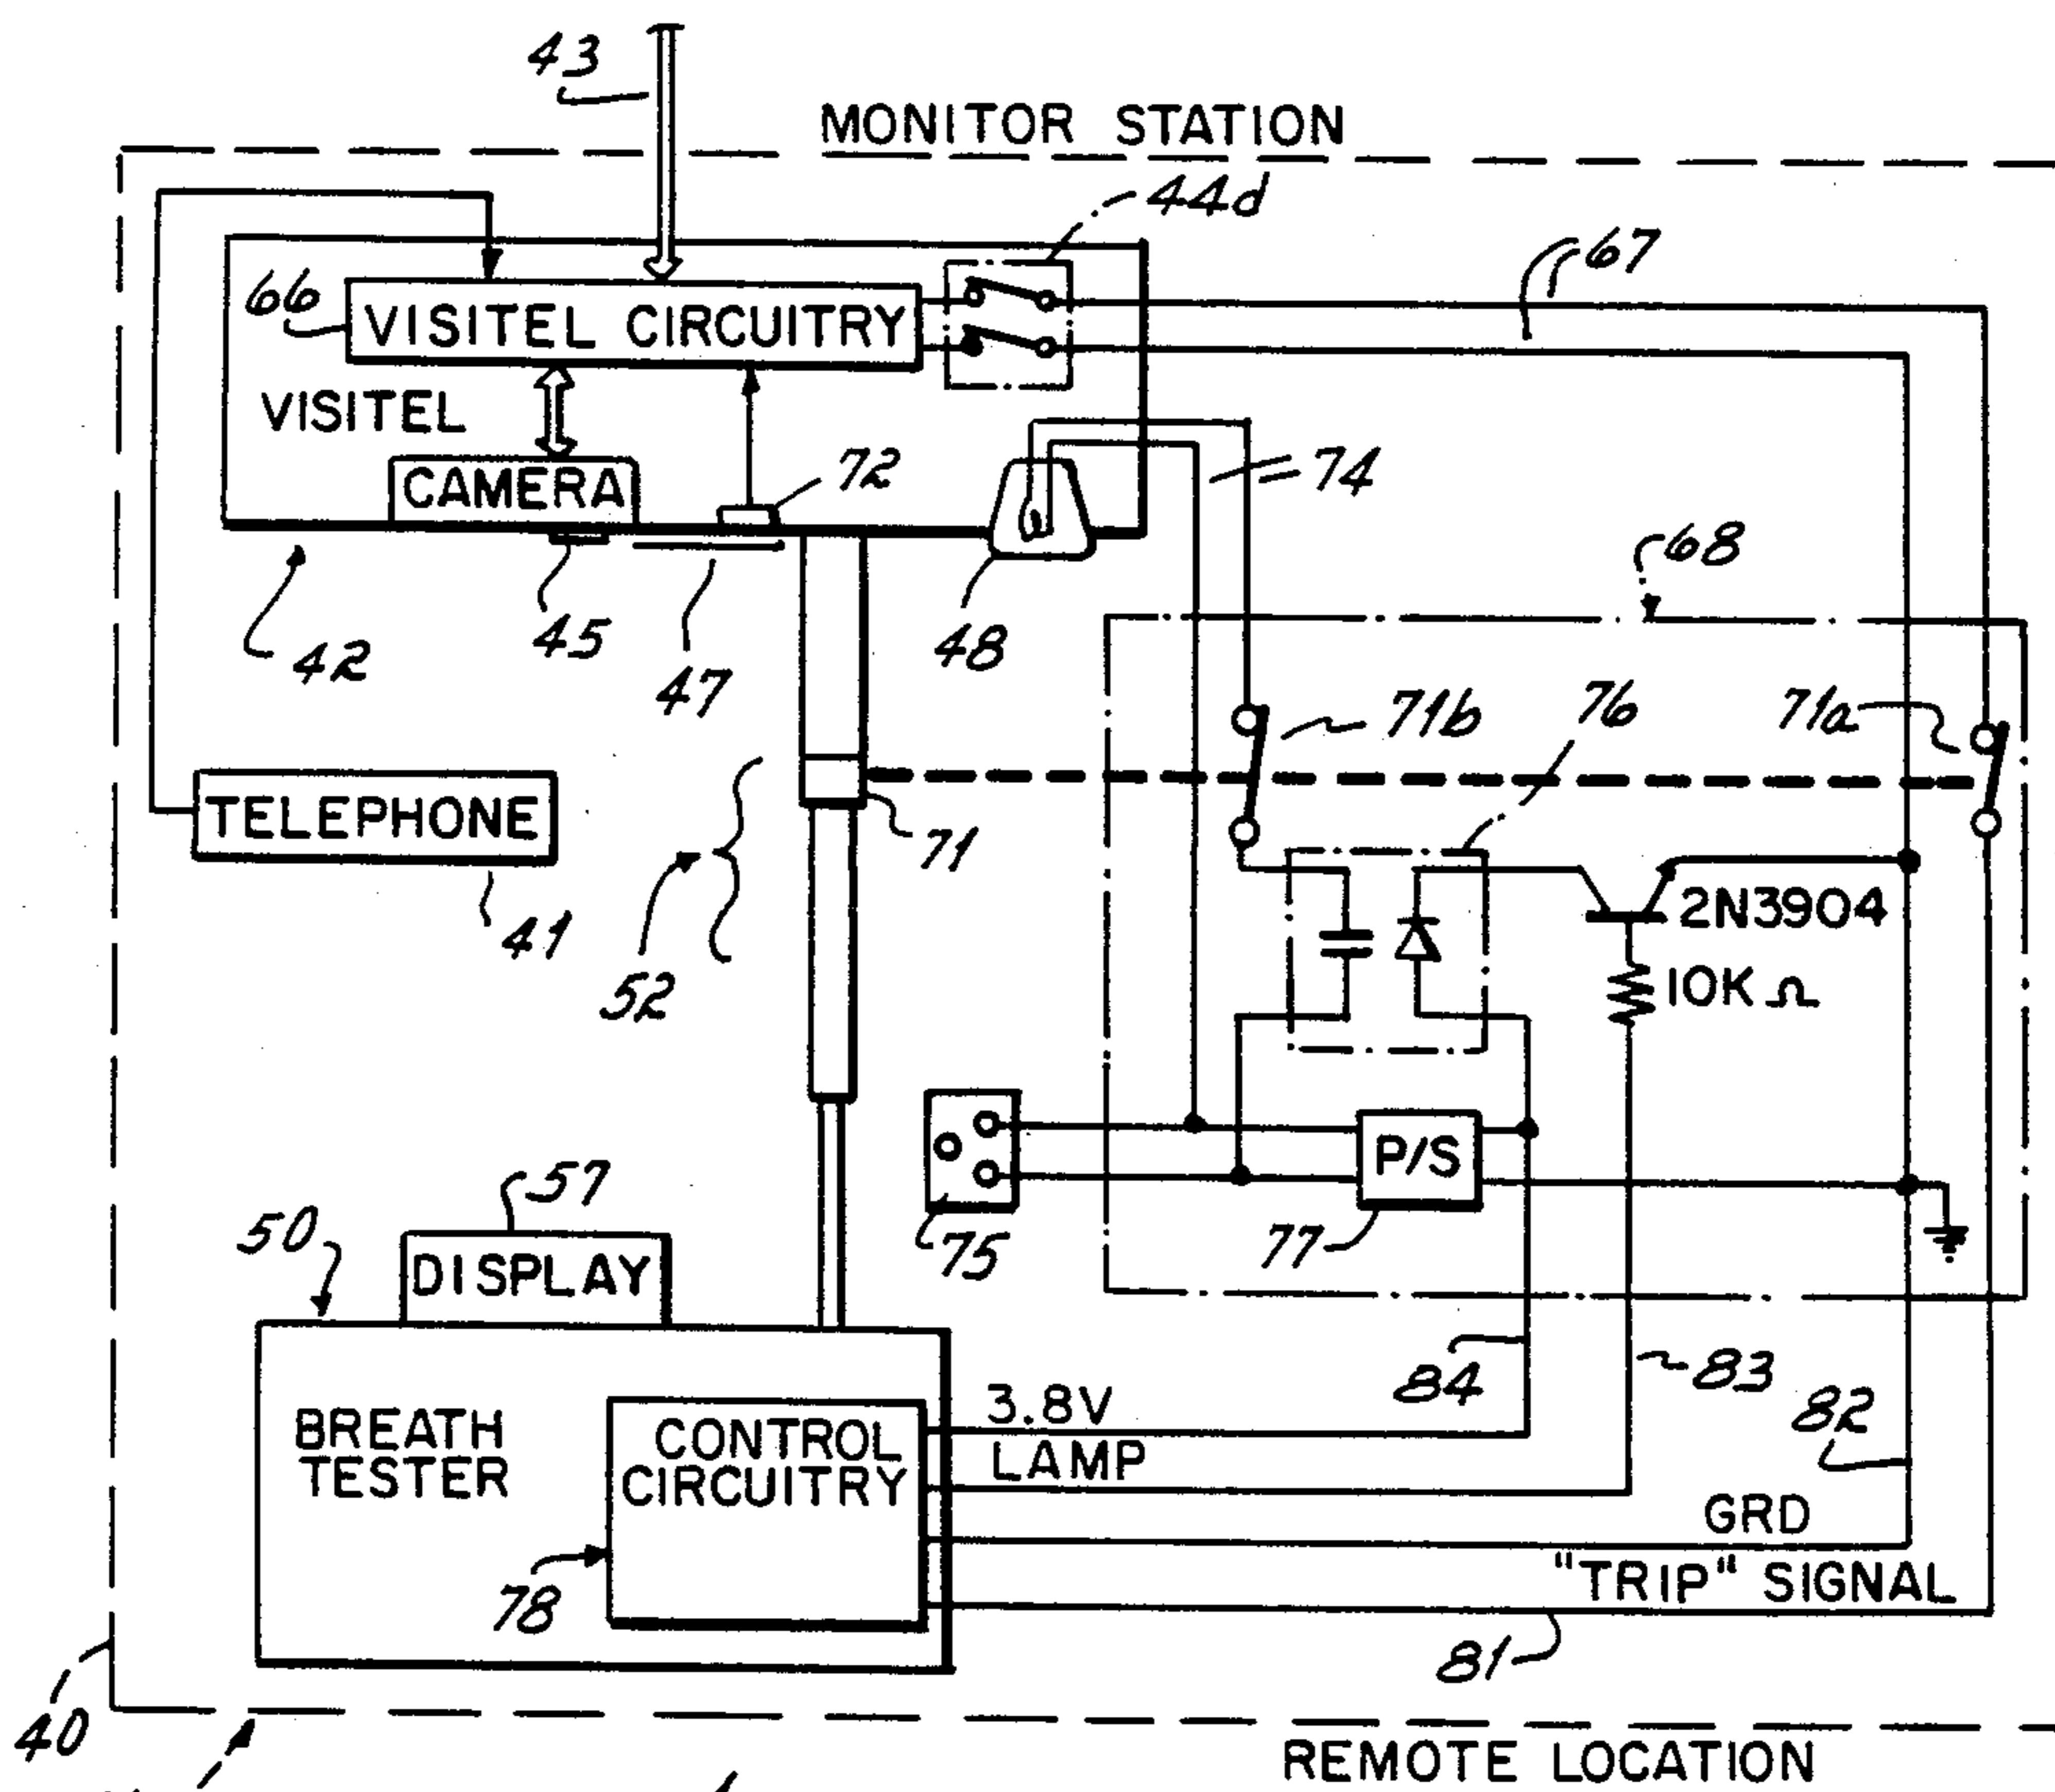 43
MONITOR STATION
44d
67
66
VISITEL CIRCUITRY
VISITEL
CAMERA
72
74
68
45
42
47
48
71b
76
71a
TELEPHONE
71
41
52
2N3904
10K Ω
P/S
57
50
DISPLAY
75
77
84
83
82
BREATH
TESTER
CONTROL
CIRCUITRY
3.8V
LAMP
GRD
"TRIP" SIGNAL
78
81
40
REMOTE LOCATION